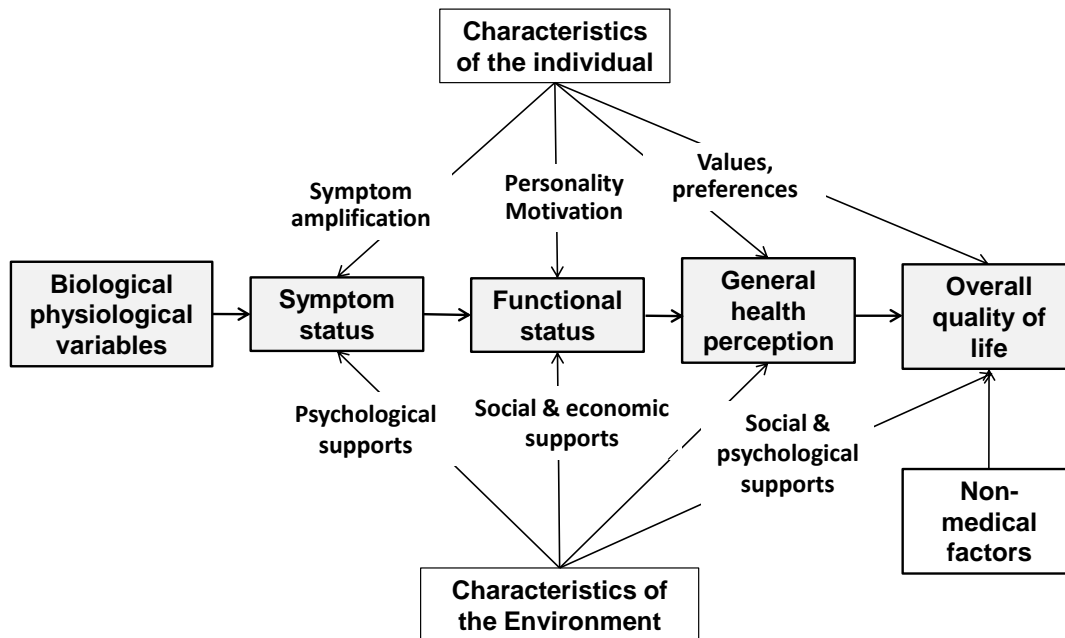 Characteristics
of the individual
Values,
preferences
Symptom
amplification
Personality
Motivation
Biological
physiological
variables
Symptom
status
Functional
status
General
health
perception
Overall
quality of
life
Psychological
supports
Social & economic
supports
Social &
psychological
supports
Non-
medical
factors
Characteristics of
the Environment